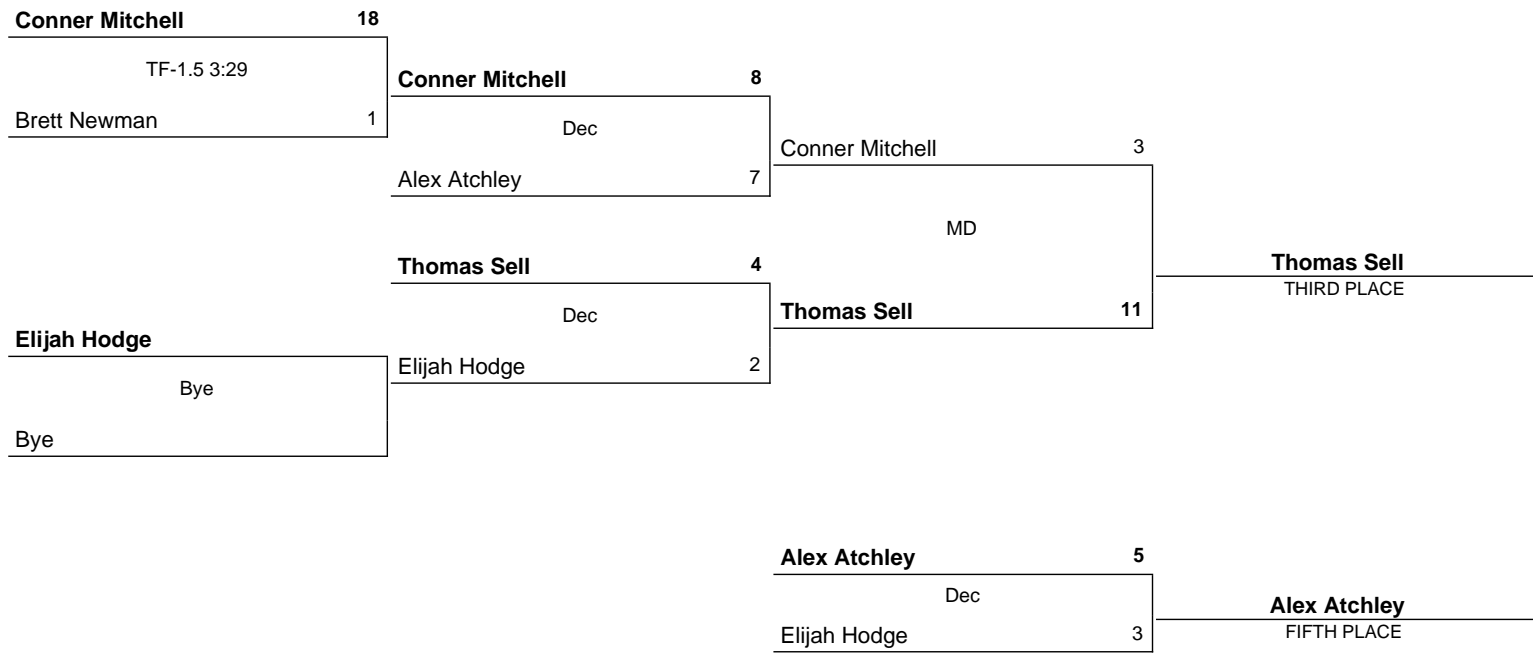 Conner Mitchell 18
TF-1.5 3:29
Brett Newman 1
Conner Mitchell 8
Dec
Alex Atchley 7
Conner Mitchell 3
MD
Thomas Sell 11
Thomas Sell
THIRD PLACE
Thomas Sell 4
Dec
Elijah Hodge 2
Elijah Hodge
Bye
Bye
Alex Atchley 5
Dec
Elijah Hodge 3
Alex Atchley
FIFTH PLACE